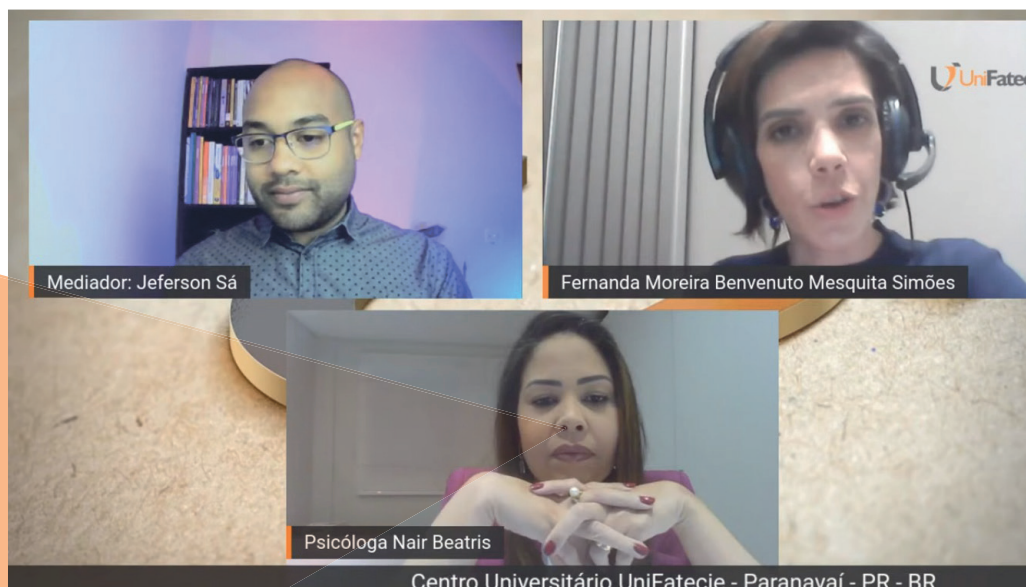 UniFatec
Mediador: Jeferson Sá
Fernanda Moreira Benvenuto Mesquita Simões
Psicóloga Nair Beatris
Centro Universitário UniFatecie - Paranavaí - PR - BR